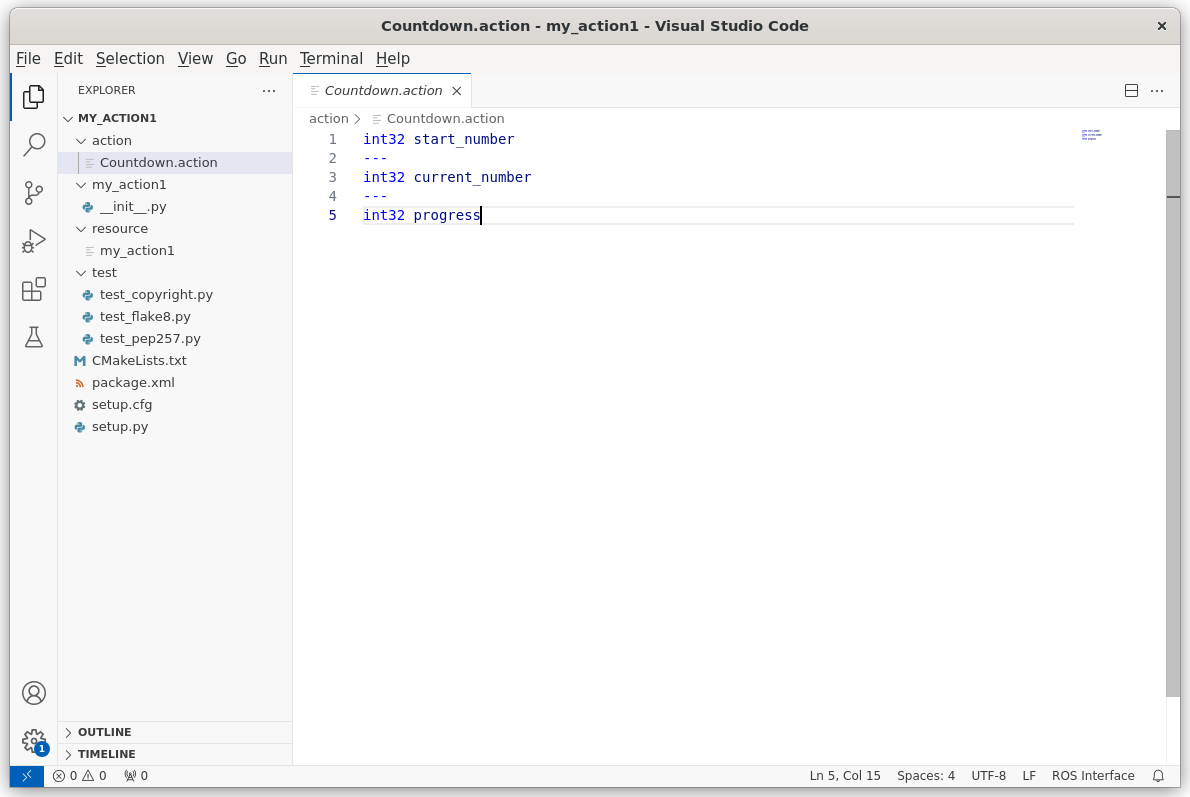 Countdown.action - my_action1 - Visual Studio Code
File Edit Selection View Go Run Terminal Help
EXPLORER
MY_ACTION1
action
Countdown.action
my_action1
__init__.py
resource
my_action1
test
test_copyright.py
test_flake8.py
test_pep257.py
CMakeLists.txt
package.xml
setup.cfg
setup.py
OUTLINE
TIMELINE
1
Countdown.action
action > Countdown.action
1 int32 start_number
2 ---
3 int32 current_number
4 ---
5 int32 progress
0 0 0 Ln 5, Col 15 Spaces: 4 UTF-8 LF ROS Interface